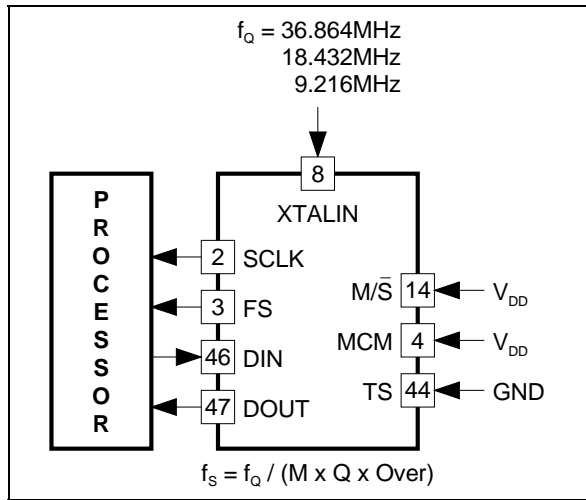 f_Q = 36.864MHz
18.432MHz
9.216MHz
8
XTALIN
PROCESSOR
2 SCLK
3 FS
46 DIN
47 DOUT
M/S̅ 14 V_DD
MCM 4 V_DD
TS 44 GND
f_S = f_Q / (M x Q x Over)